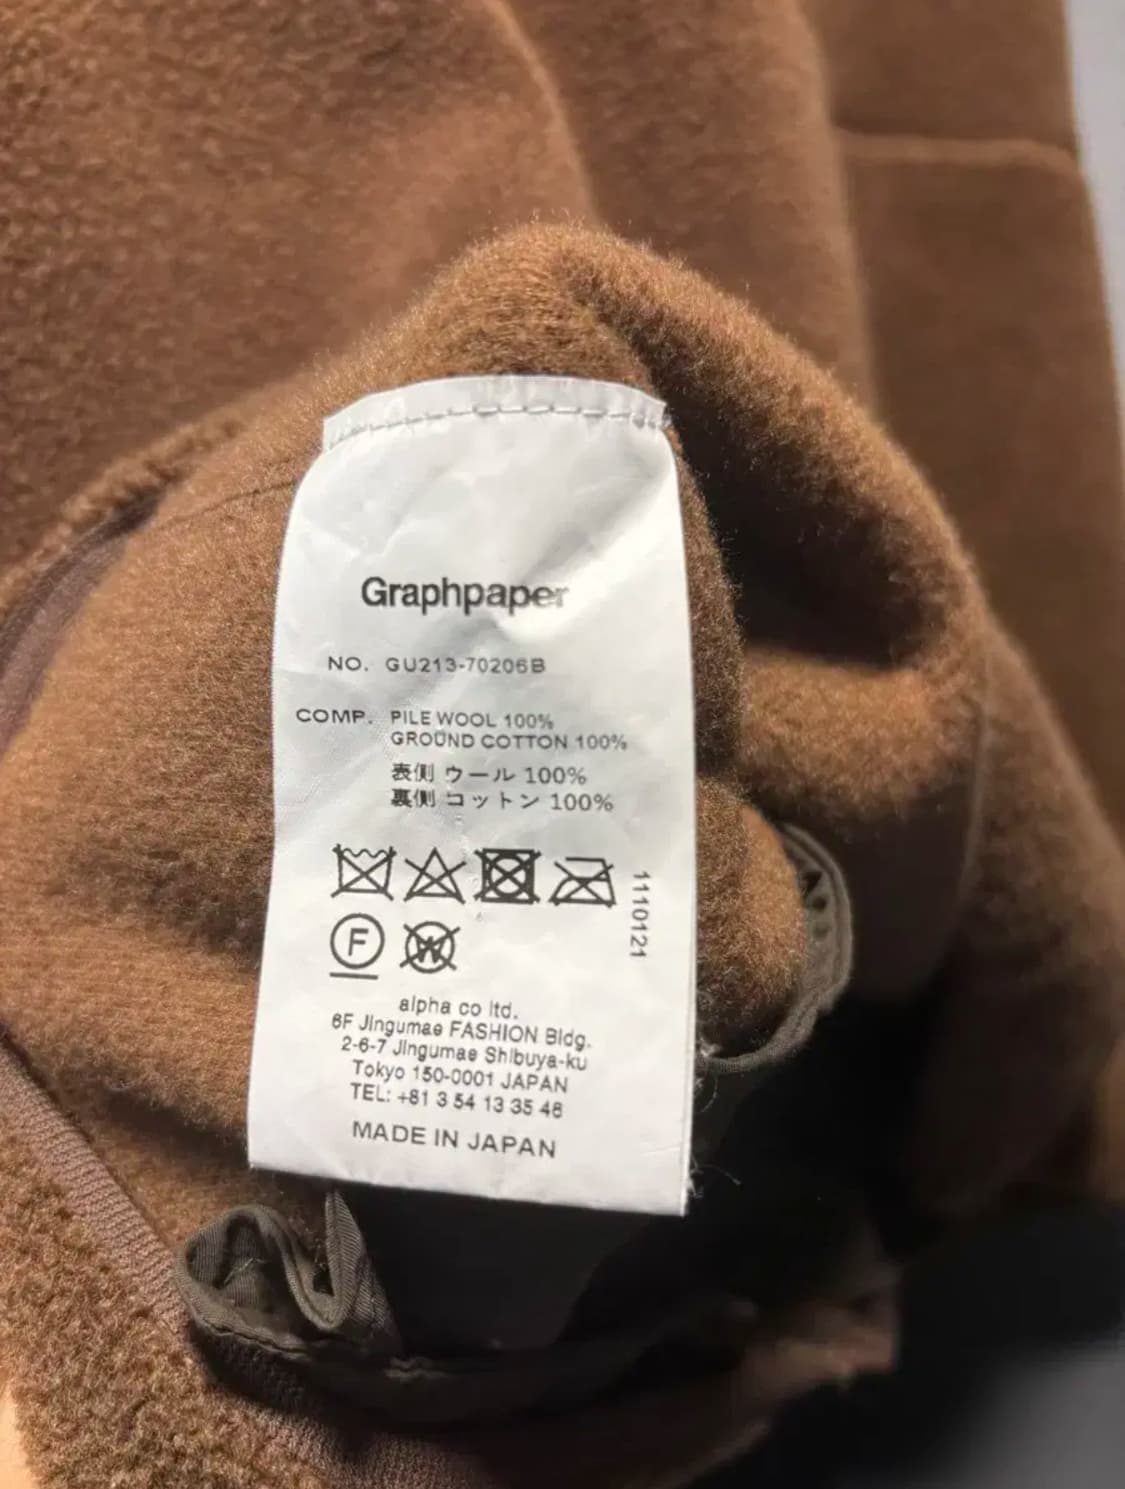 Graphpaper
NO. GU213-70206B
COMP. PILE WOOL 100%
GROUND COTTON 100%
表側 ウール 100%
裏側 コットン 100%
1110121
F
W
alpha co ltd.
6F Jingumae FASHION Bldg.
2-6-7 Jingumae Shibuya-ku
Tokyo 150-0001 JAPAN
TEL: +81 3 54 13 35 46
MADE IN JAPAN